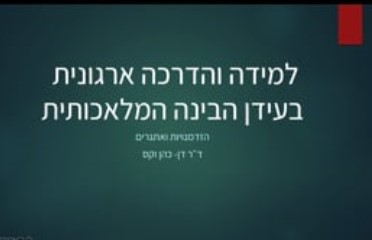 למידה והדרכה ארגונית
בעידן הבינה המלאכותית
הזדמנויות ואתגרים
ד"ר דן- כהן וקס